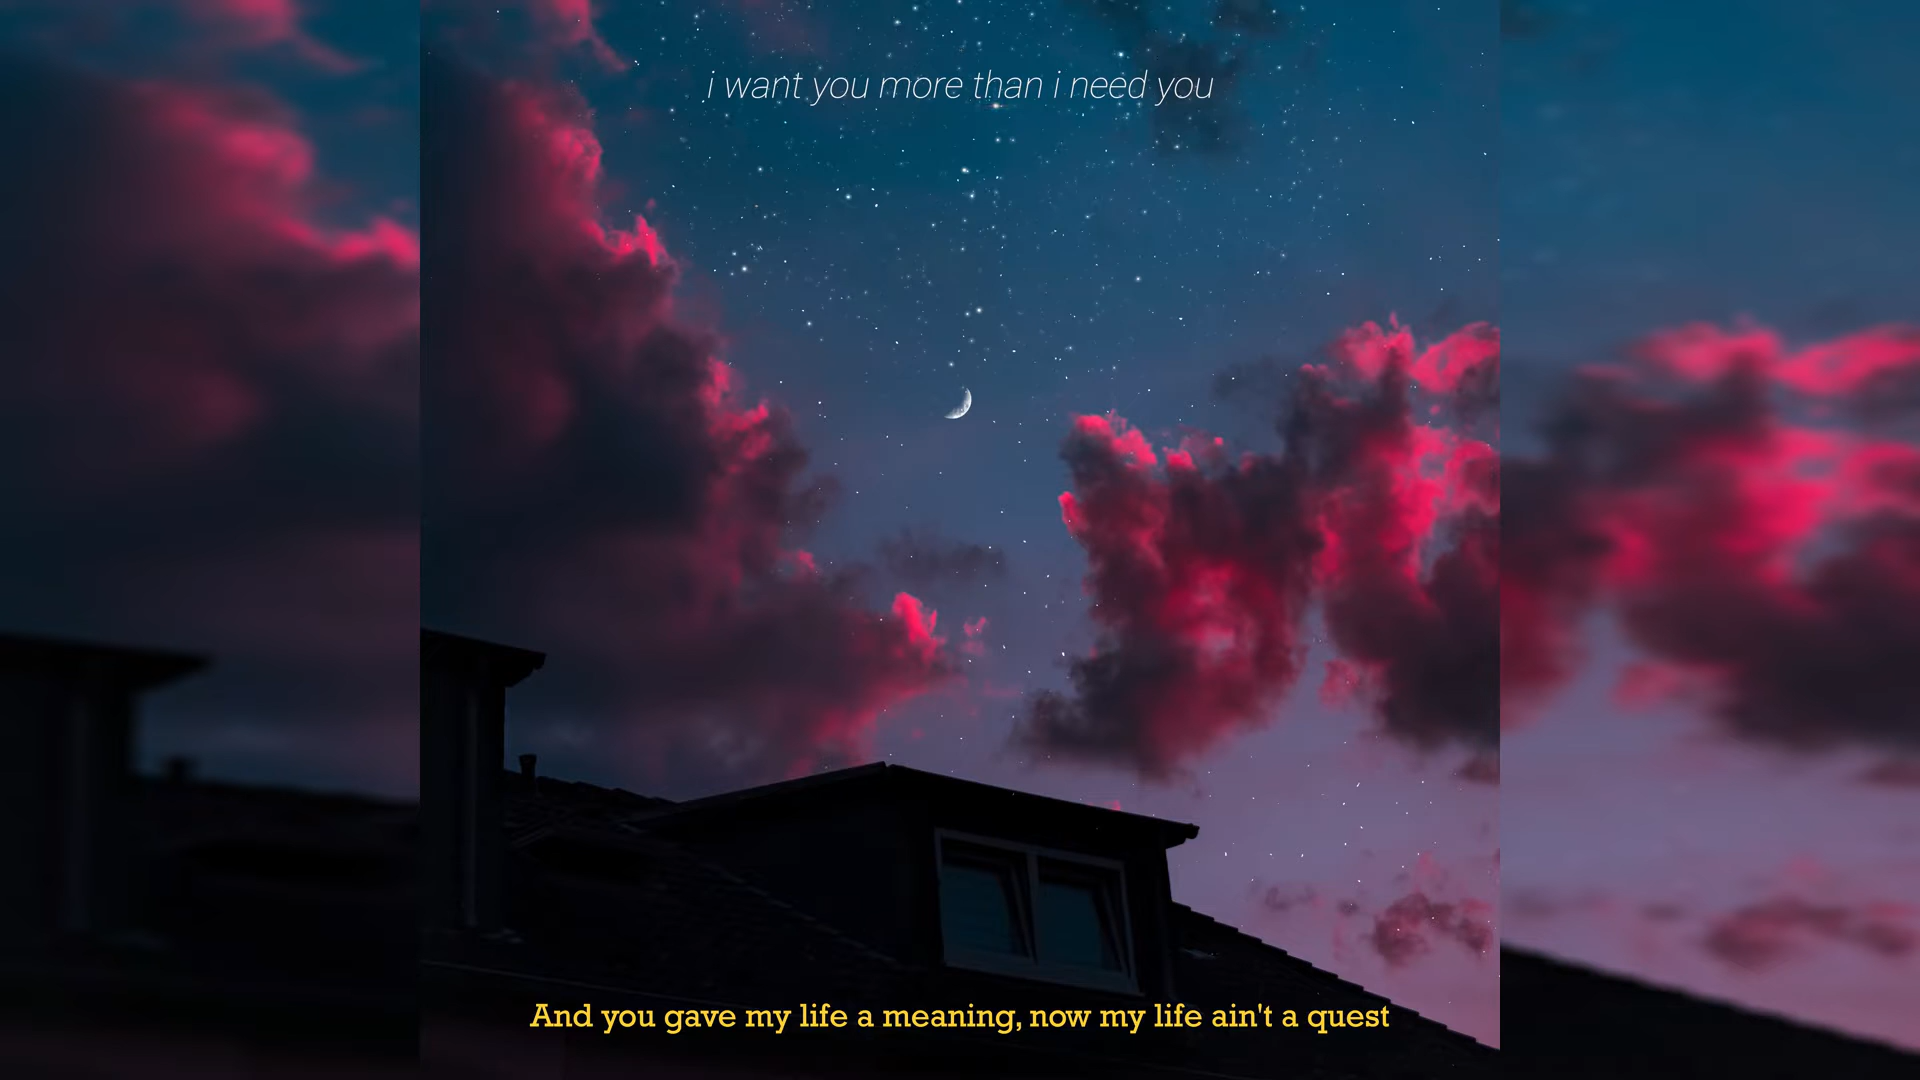 i want you more than i need you
And you gave my life a meaning, now my life ain't a quest